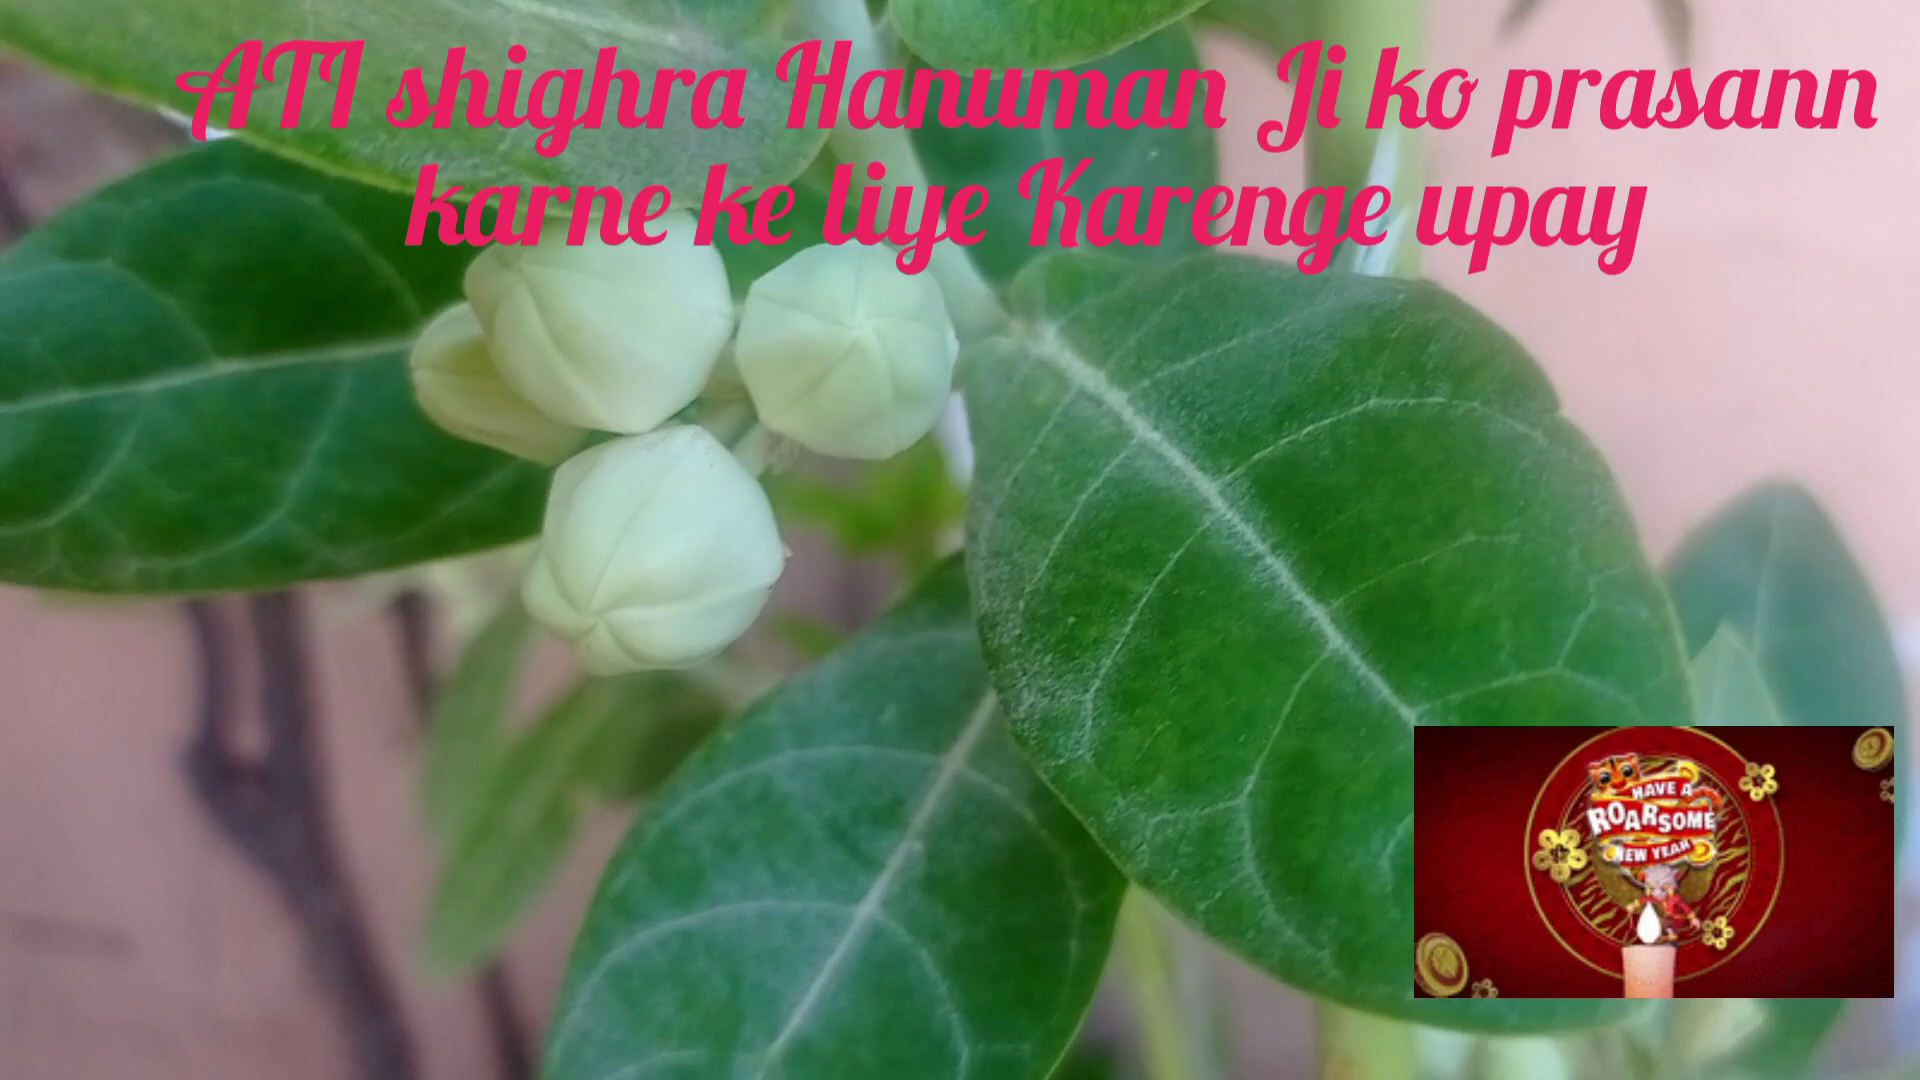 ATI shighra Hanuman Ji ko prasann
karne ke liye Karenge upay
HAVE A
ROARSOME
NEW YEAR